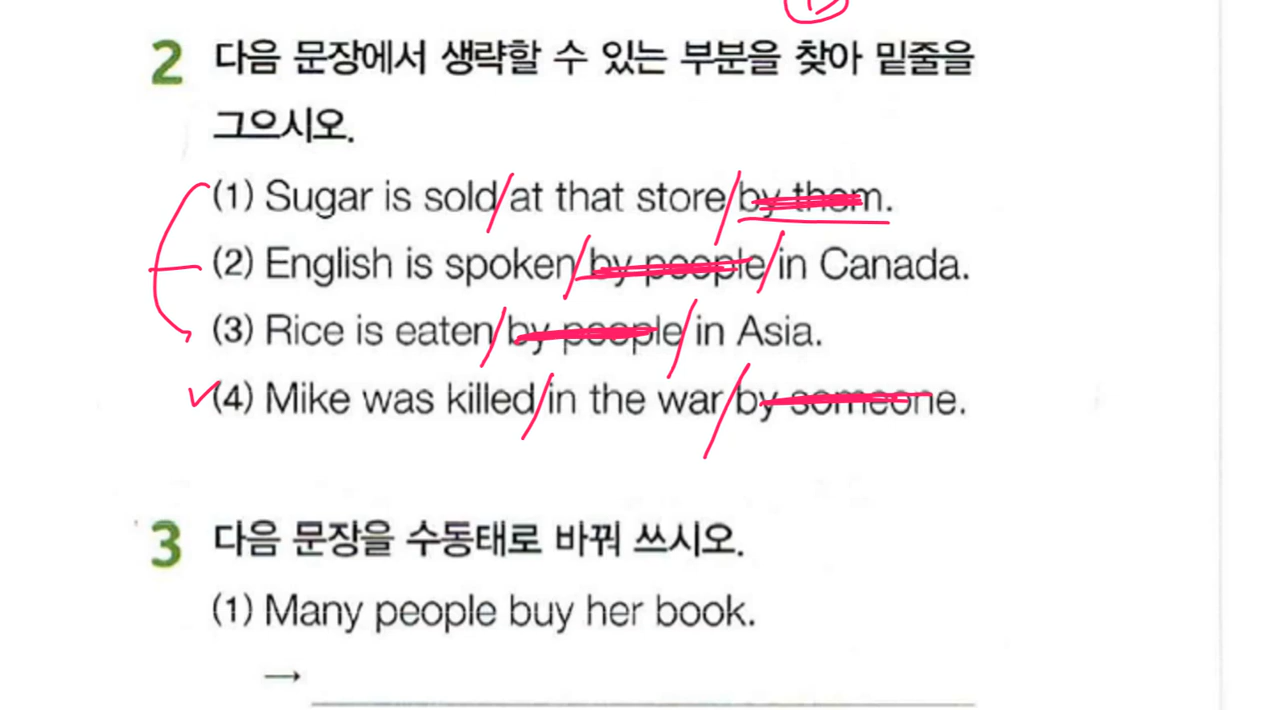 2 다음 문장에서 생략할 수 있는 부분을 찾아 밑줄을
그으시오.
(1) Sugar is sold/at that store/by them.
(2) English is spoken/by people/in Canada.
(3) Rice is eaten/by people/in Asia.
(4) Mike was killed/in the war/by someone.
3 다음 문장을 수동태로 바꿔 쓰시오.
(1) Many people buy her book.
→